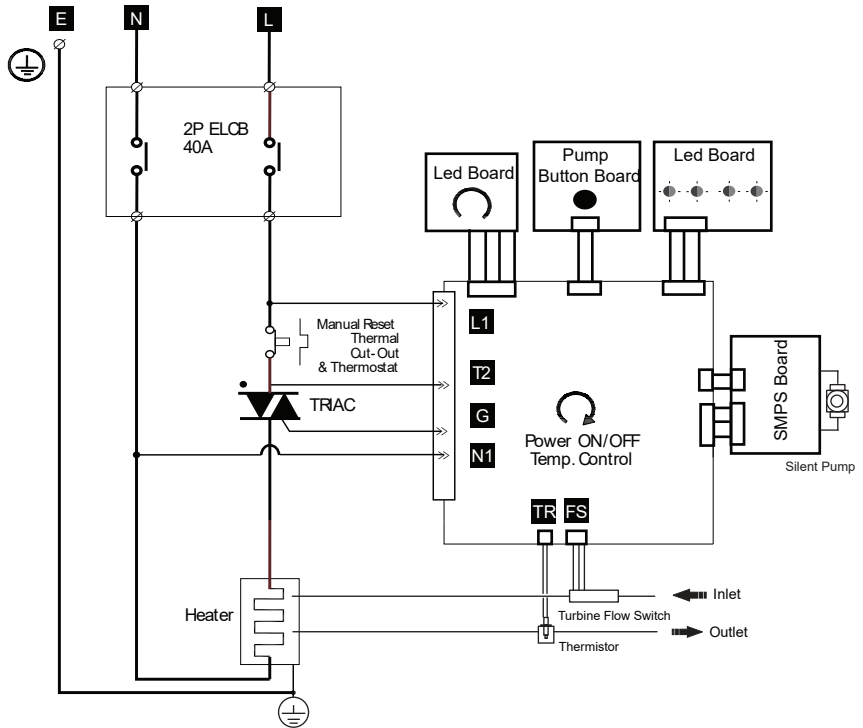 E
N
L
2P ELCB
40A
Led Board
Pump
Button Board
Led Board
Manual Reset
Thermal
Cut-Out
& Thermostat
L1
T2
TRIAC
G
N1
Power ON/OFF
Temp. Control
SMPS Board
Silent Pump
TR
FS
Heater
Inlet
Turbine Flow Switch
Outlet
Thermistor